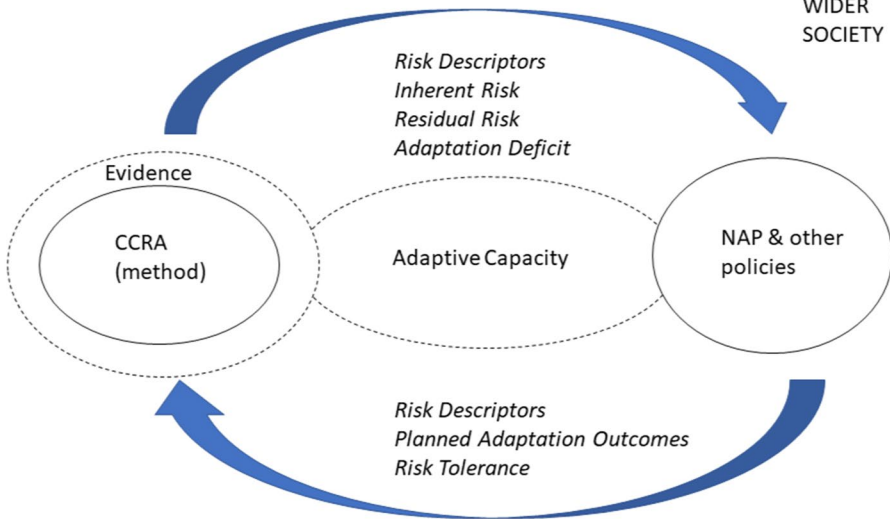 WIDER
SOCIETY
Risk Descriptors
Inherent Risk
Residual Risk
Adaptation Deficit
Evidence
CCRA
(method)
Adaptive Capacity
NAP & other
policies
Risk Descriptors
Planned Adaptation Outcomes
Risk Tolerance